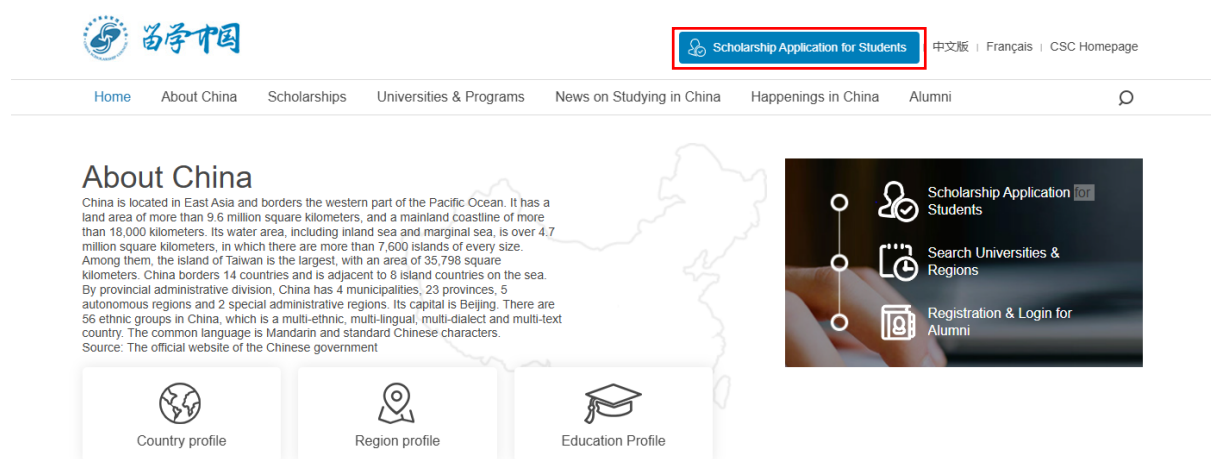 留学中国
Scholarship Application for Students
中文版 | Français | CSC Homepage
Home About China Scholarships Universities & Programs News on Studying in China Happenings in China Alumni
About China
China is located in East Asia and borders the western part of the Pacific Ocean. It has a
land area of more than 9.6 million square kilometers, and a mainland coastline of more
than 18,000 kilometers. Its water area, including inland sea and marginal sea, is over 4.7
million square kilometers, in which there are more than 7,600 islands of every size.
Among them, the island of Taiwan is the largest, with an area of 35,798 square
kilometers. China borders 14 countries and is adjacent to 8 island countries on the sea.
By provincial administrative division, China has 4 municipalities, 23 provinces, 5
autonomous regions and 2 special administrative regions. Its capital is Beijing. There are
56 ethnic groups in China, which is a multi-ethnic, multi-lingual, multi-dialect and multi-text
country. The common language is Mandarin and standard Chinese characters.
Source: The official website of the Chinese government
Scholarship Application for
Students
Search Universities &
Regions
Registration & Login for
Alumni
Country profile
Region profile
Education Profile